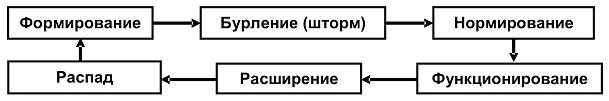 Формирование
Бурление (шторм)
Нормирование
Функционирование
Расширение
Распад